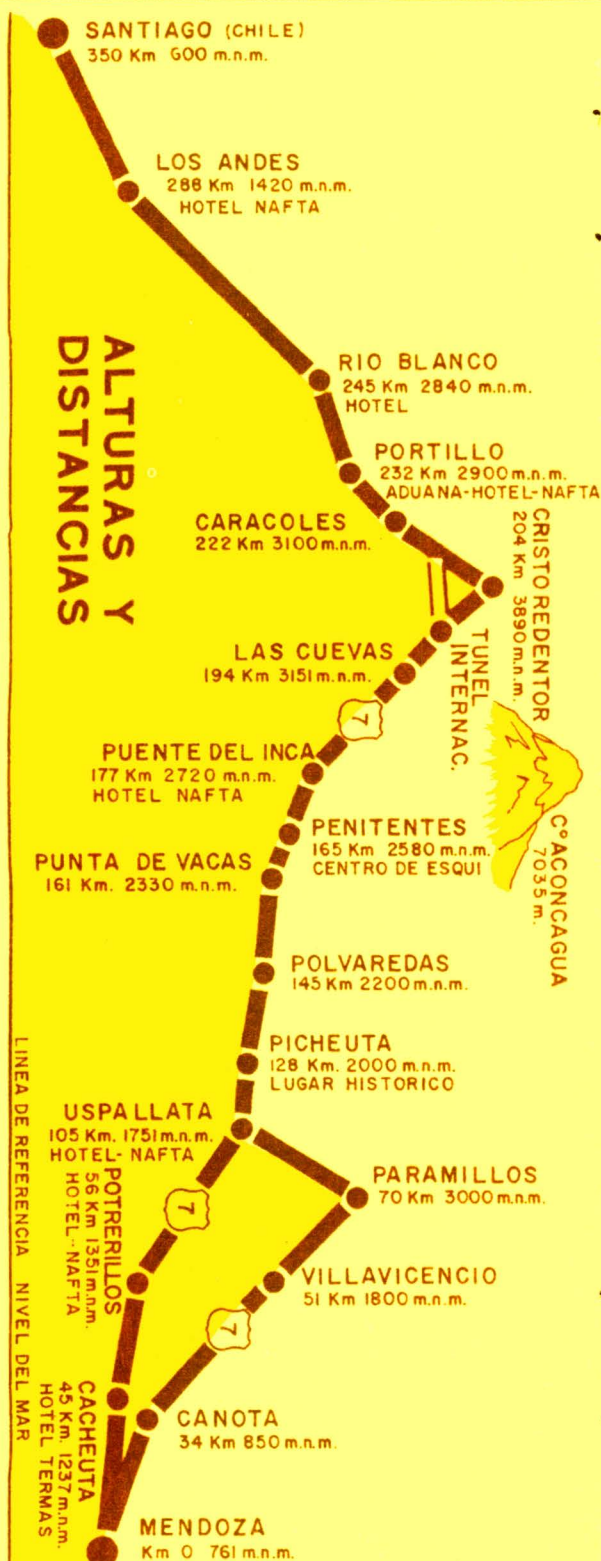 SANTIAGO (CHILE)
350 Km 600 m.n.m.
LOS ANDES
288 Km 1420 m.n.m.
HOTEL NAFTA
ALTURAS Y
DISTANCIAS
RIO BLANCO
245 Km 2840 m.n.m.
HOTEL
PORTILLO
232 Km 2900 m.n.m.
ADUANA-HOTEL-NAFTA
CARACOLES
222 Km 3100 m.n.m.
CRISTO REDENTOR
204 Km 3890 m.n.m.
TUNEL
INTERNAC.
LAS CUEVAS
194 Km 3151 m.n.m.
7
PUENTE DEL INCA
177 Km 2720 m.n.m.
HOTEL NAFTA
Cº ACONCAGUA
7035 m.
PENITENTES
165 Km 2580 m.n.m.
CENTRO DE ESQUI
PUNTA DE VACAS
161 Km. 2330 m.n.m.
POLVAREDAS
145 Km 2200 m.n.m.
PICHEUTA
128 Km. 2000 m.n.m.
LUGAR HISTORICO
USPALLATA
105 Km. 1751 m.n.m.
HOTEL-NAFTA
PARAMILLOS
70 Km 3000 m.n.m.
7
POTRERILLOS
56 Km 1351 m.n.m.
HOTEL-NAFTA
VILLAVICENCIO
51 Km 1800 m.n.m.
7
LINEA DE REFERENCIA NIVEL DEL MAR
CACHEUTA
45 Km. 1237 m.n.m.
HOTEL TERMAS
CANOTA
34 Km 850 m.n.m.
MENDOZA
Km 0 761 m.n.m.